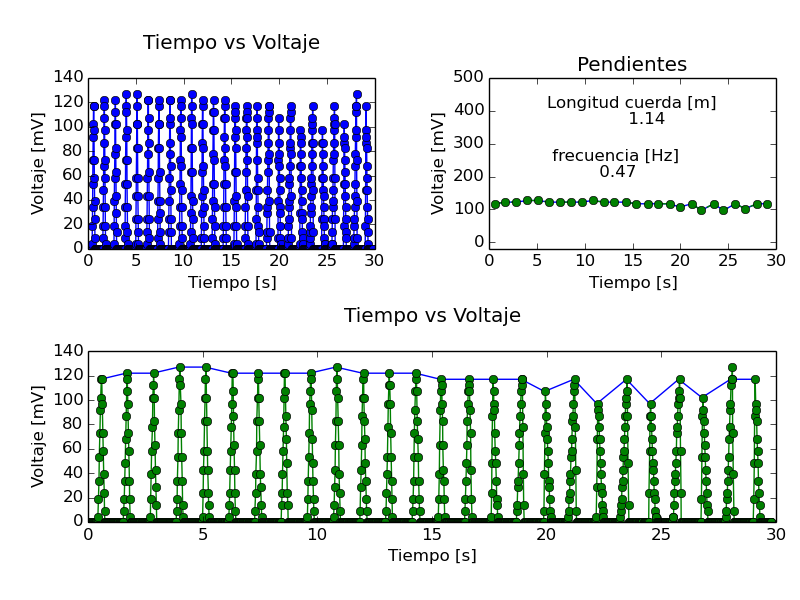 Tiempo vs Voltaje
Voltaje [mV]
140
120
100
80
60
40
20
0
0 5 10 15 20 25 30
Tiempo [s]
Pendientes
Voltaje [mV]
500
400
300
200
100
0
Longitud cuerda [m]
1.14
frecuencia [Hz]
0.47
0 5 10 15 20 25 30
Tiempo [s]
Tiempo vs Voltaje
Voltaje [mV]
140
120
100
80
60
40
20
0
0 5 10 15 20 25 30
Tiempo [s]